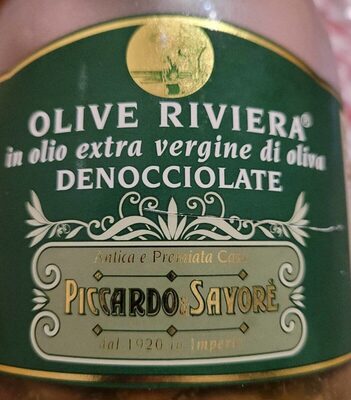 OLIVE RIVIERA®
in olio extra vergine di oliva
DENOCCIOLATE
Antica e Premiata Casa
PICCARDO & SAVORÈ
dal 1920 in Imperia